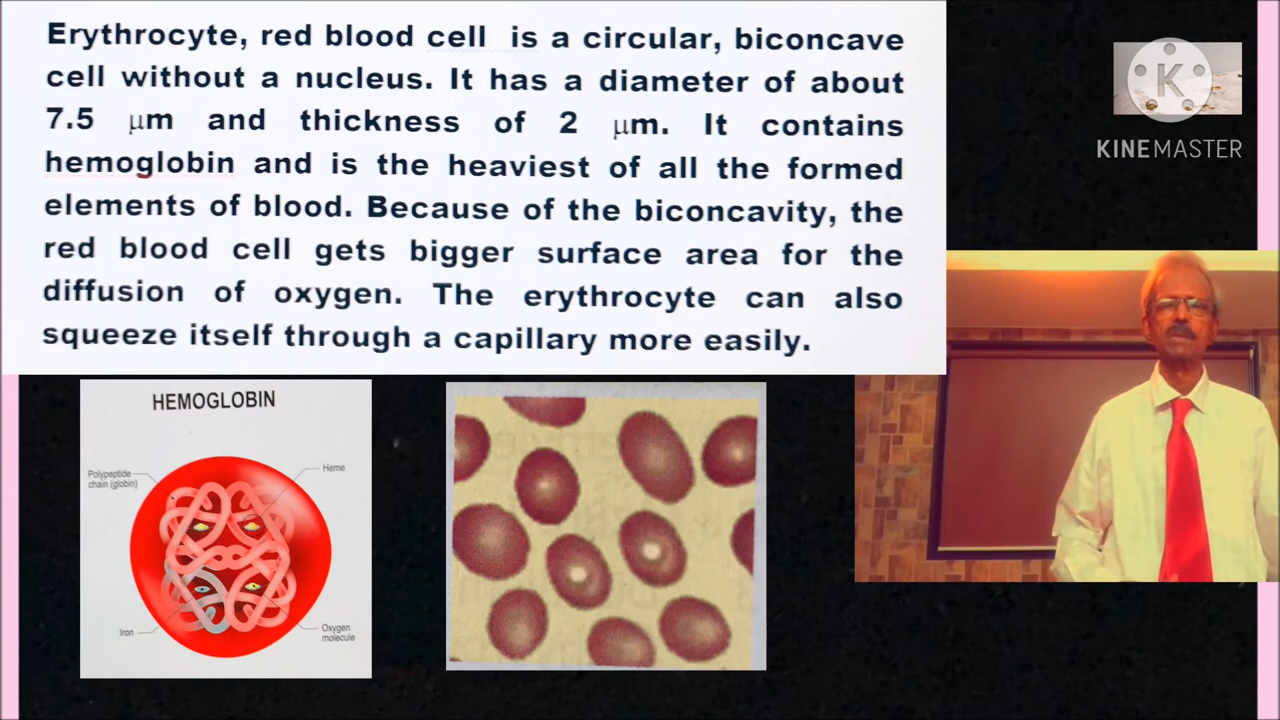 Erythrocyte, red blood cell is a circular, biconcave
cell without a nucleus. It has a diameter of about
7.5 μm and thickness of 2 μm. It contains
hemoglobin and is the heaviest of all the formed
elements of blood. Because of the biconcavity, the
red blood cell gets bigger surface area for the
diffusion of oxygen. The erythrocyte can also
squeeze itself through a capillary more easily.
K
KINEMASTER
HEMOGLOBIN
Polypeptide
chain (globin)
Heme
Iron
Oxygen
molecule